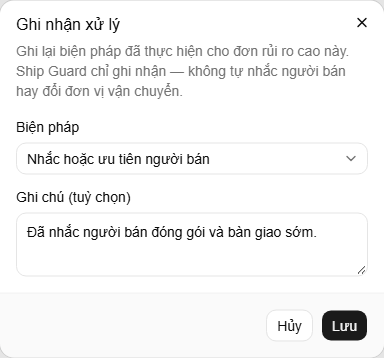 Ghi nhận xử lý
Ghi lại biện pháp đã thực hiện cho đơn rủi ro cao này.
Ship Guard chỉ ghi nhận — không tự nhắc người bán
hay đổi đơn vị vận chuyển.
Biện pháp
Nhắc hoặc ưu tiên người bán
Ghi chú (tuỳ chọn)
Đã nhắc người bán đóng gói và bàn giao sớm.
Hủy
Lưu